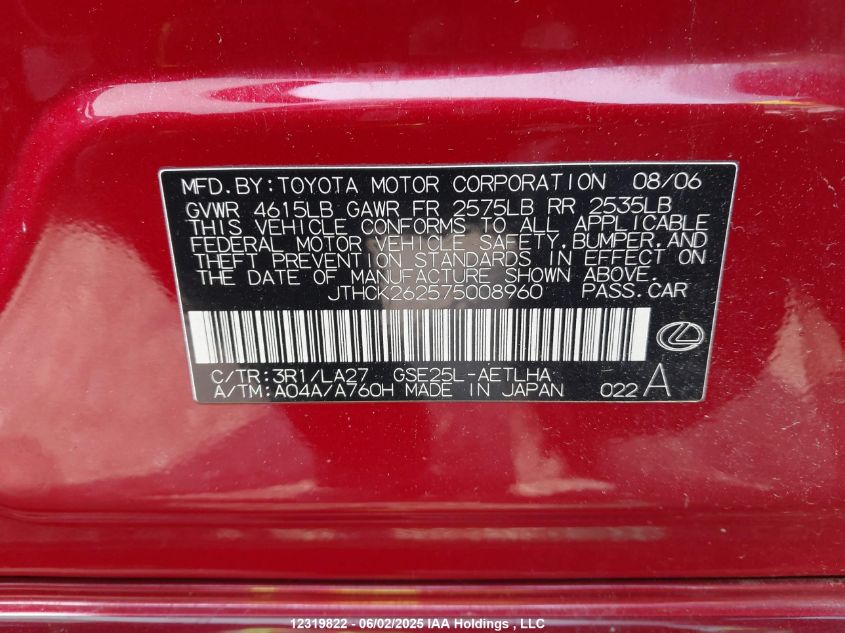 MFD. BY: TOYOTA MOTOR CORPORATION 08/06
GVWR 4615LB GAWR FR 2575LB RR 2535LB
THIS VEHICLE CONFORMS TO ALL APPLICABLE
FEDERAL MOTOR VEHICLE SAFETY, BUMPER, AND
THEFT PREVENTION STANDARDS IN EFFECT ON
THE DATE OF MANUFACTURE SHOWN ABOVE.
JTHCK262575008960 PASS. CAR
C/TR: 3R1/LA27 GSE25L-AETLHA
A/TM: A04A/A760H MADE IN JAPAN 022 A
12319822 - 06/02/2025 IAA Holdings , LLC